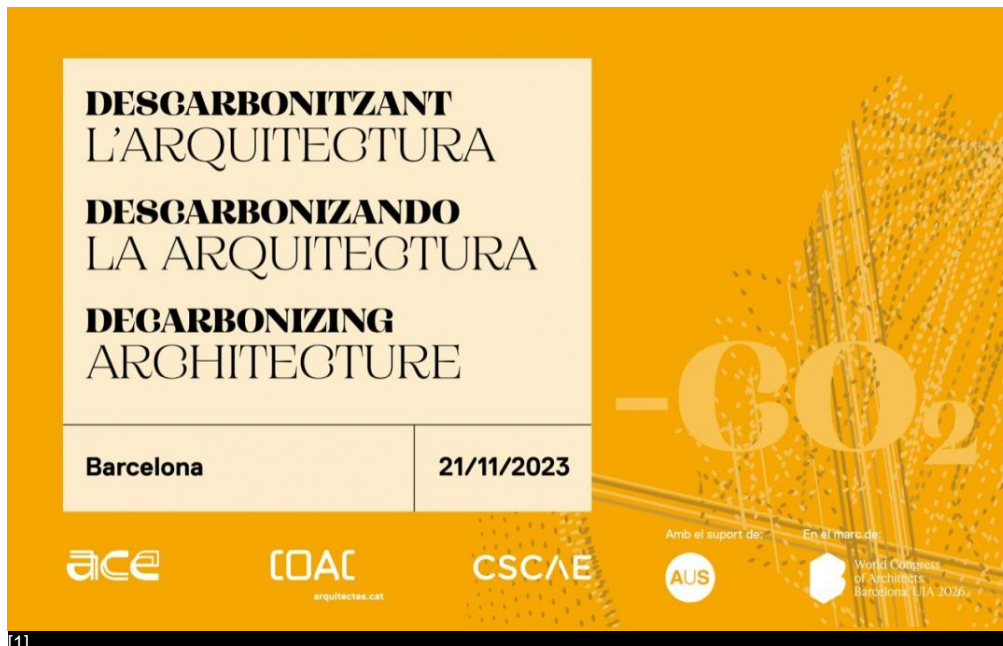 DESCARBONITZANT
L'ARQUITECTURA
DESCARBONIZANDO
LA ARQUITECTURA
DECARBONIZING
ARCHITECTURE
-CO₂
Barcelona
21/11/2023
ace
COAC
arquitectes.cat
CSCAE
Amb el suport de:
AUS
En el marc de:
World Congress
of Architects
Barcelona, UIA 2026
[1]